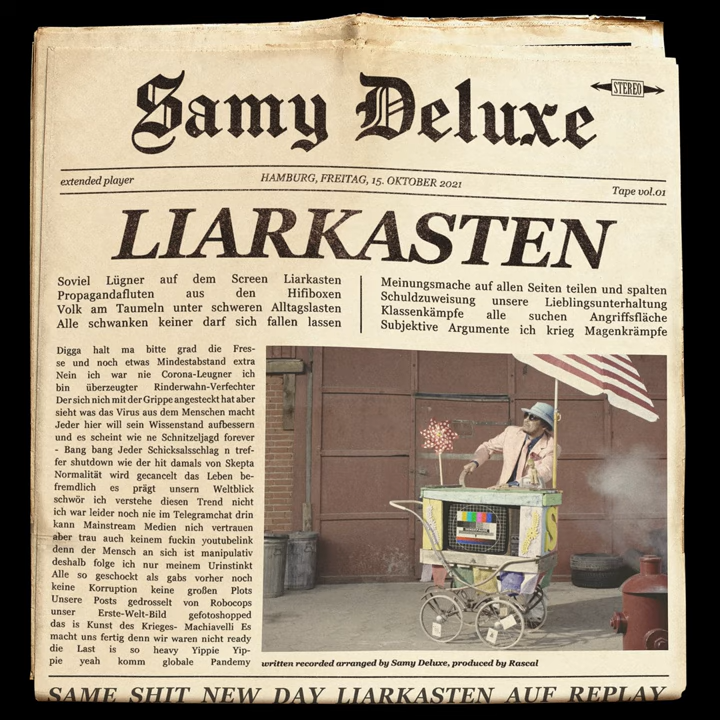 Samy Deluxe
STEREO
extended player
HAMBURG, FREITAG, 15. OKTOBER 2021
Tape vol.01
LIARKASTEN
Soviel Lügner auf dem Screen Liarkasten
Propagandafluten aus den Hifiboxen
Volk am Taumeln unter schweren Alltagslasten
Alle schwanken keiner darf sich fallen lassen
Meinungsmache auf allen Seiten teilen und spalten
Schuldzuweisung unsere Lieblingsunterhaltung
Klassenkämpfe alle suchen Angriffsfläche
Subjektive Argumente ich krieg Magenkrämpfe
Digga halt ma bitte grad die Fres-
se und noch etwas Mindestabstand extra
Nein ich war nie Corona-Leugner ich
bin überzeugter Rinderwahn-Verfechter
Der sich nich mit der Grippe angesteckt hat aber
sieht was das Virus aus dem Menschen macht
Jeder hier will sein Wissenstand aufbessern
und es scheint wie ne Schnitzeljagd forever
- Bang bang Jeder Schicksalsschlag n tref-
fer shutdown wie der hit damals von Skepta
Normalität wird gecancelt das Leben be-
fremdlich es prägt unsern Weltblick
schwör ich verstehe diesen Trend nicht
ich war leider noch nie im Telegramchat drin
kann Mainstream Medien nich vertrauen
aber trau auch keinem fuckin youtubelink
denn der Mensch an sich ist manipulativ
deshalb folge ich nur meinem Urinstinkt
Alle so geschockt als gabs vorher noch
keine Korruption keine großen Plots
Unsere Posts gedrosselt von Robocops
unser Erste-Welt-Bild gefotoshopped
das is Kunst des Krieges- Machiavelli Es
macht uns fertig denn wir waren nicht ready
die Last is so heavy Yippie Yip-
pie yeah komm globale Pandemy
written recorded arranged by Samy Deluxe, produced by Rascal
SAME SHIT NEW DAY LIARKASTEN AUF REPLAY